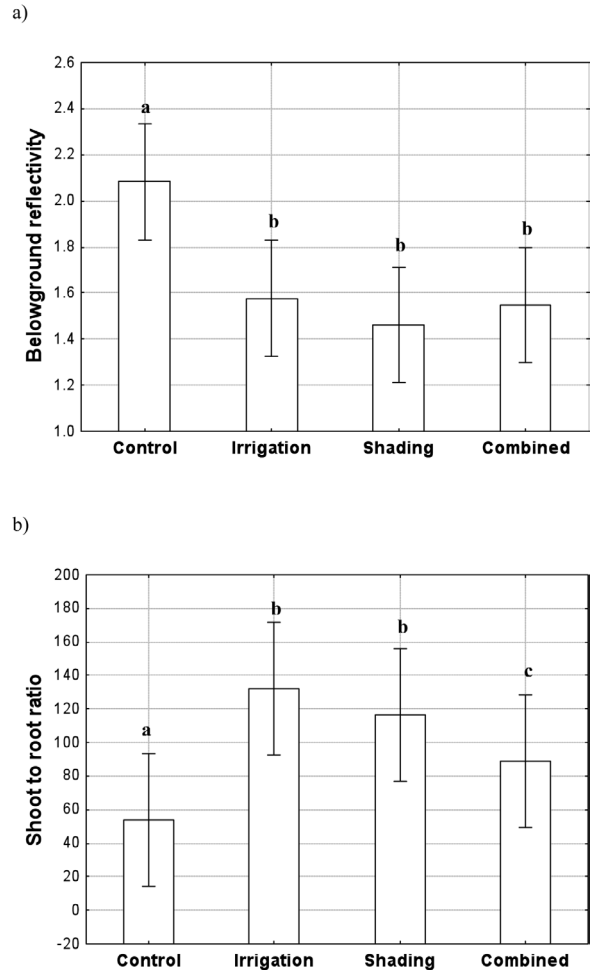 a)
2.6
2.4
2.2
2.0
1.8
1.6
1.4
1.2
1.0
Belowground reflectivity
a
b
b
b
Control Irrigation Shading Combined
b)
200
180
160
140
120
100
80
60
40
20
0
-20
Shoot to root ratio
a
b
b
c
Control Irrigation Shading Combined